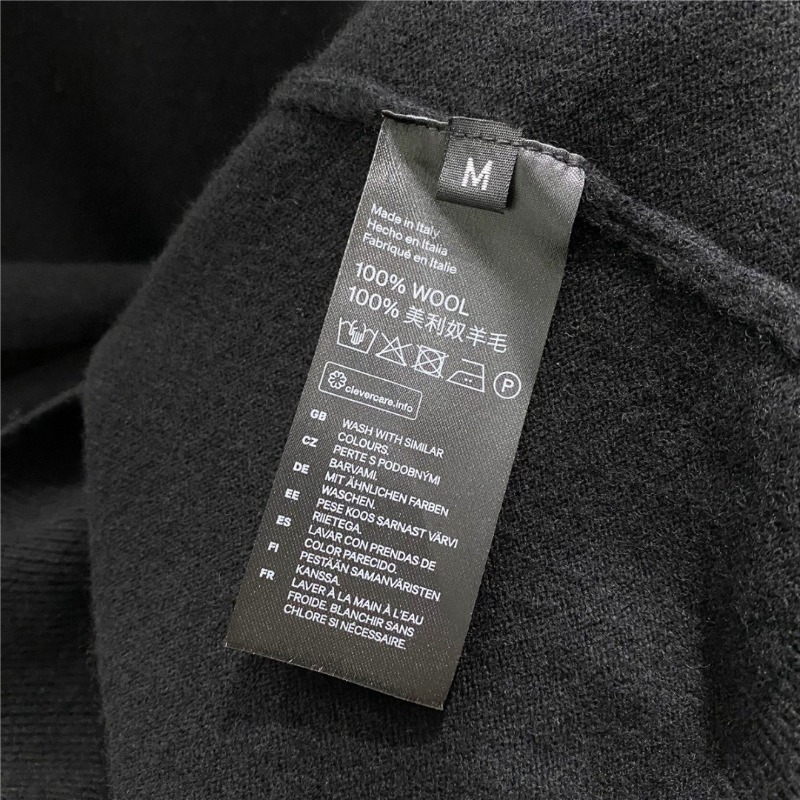 M
Made in Italy
Hecho en Italia
Fabriqué en Italie
100% WOOL
100% 美利奴羊毛
P
clevercare.info
GB WASH WITH SIMILAR
COLOURS.
CZ PERTE S PODOBNÝMI
BARVAMI.
DE MIT ÄHNLICHEN FARBEN
WASCHEN.
EE PESE KOOS SARNAST VÄRVI
RIIETEGA.
ES LAVAR CON PRENDAS DE
COLOR PARECIDO.
FI PESTÄÄN SAMANVÄRISTEN
KANSSA.
FR LAVER À LA MAIN À L'EAU
FROIDE. BLANCHIR SANS
CHLORE SI NÉCESSAIRE.